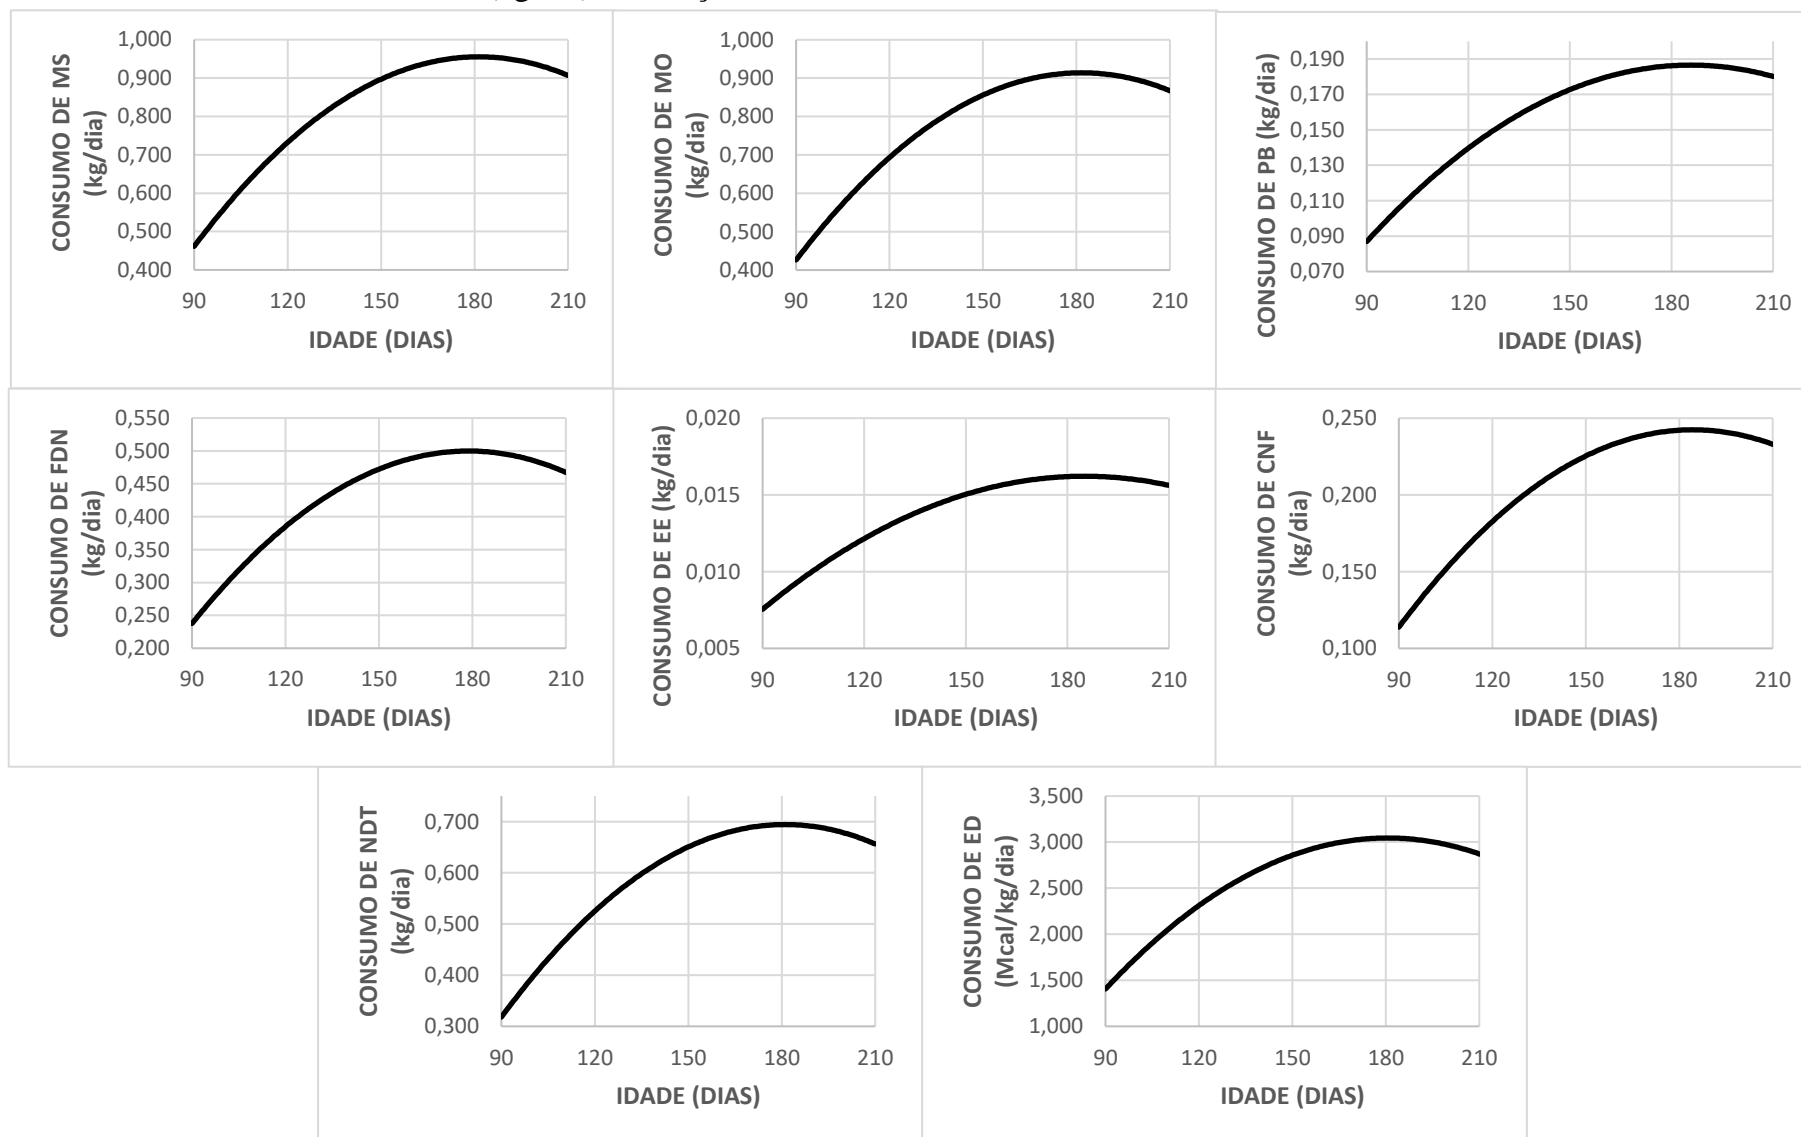 CONSUMO DE MS
(kg/dia)
1,000
0,900
0,800
0,700
0,600
0,500
0,400
90 120 150 180 210
IDADE (DIAS)
CONSUMO DE MO
(kg/dia)
1,000
0,900
0,800
0,700
0,600
0,500
0,400
90 120 150 180 210
IDADE (DIAS)
CONSUMO DE PB (kg/dia)
0,190
0,170
0,150
0,130
0,110
0,090
0,070
90 120 150 180 210
IDADE (DIAS)
CONSUMO DE FDN
(kg/dia)
0,550
0,500
0,450
0,400
0,350
0,300
0,250
0,200
90 120 150 180 210
IDADE (DIAS)
CONSUMO DE EE (kg/dia)
0,020
0,015
0,010
0,005
90 120 150 180 210
IDADE (DIAS)
CONSUMO DE CNF
(kg/dia)
0,250
0,200
0,150
0,100
90 120 150 180 210
IDADE (DIAS)
CONSUMO DE NDT
(kg/dia)
0,700
0,600
0,500
0,400
0,300
90 120 150 180 210
IDADE (DIAS)
CONSUMO DE ED
(Mcal/kg/dia)
3,500
3,000
2,500
2,000
1,500
1,000
90 120 150 180 210
IDADE (DIAS)